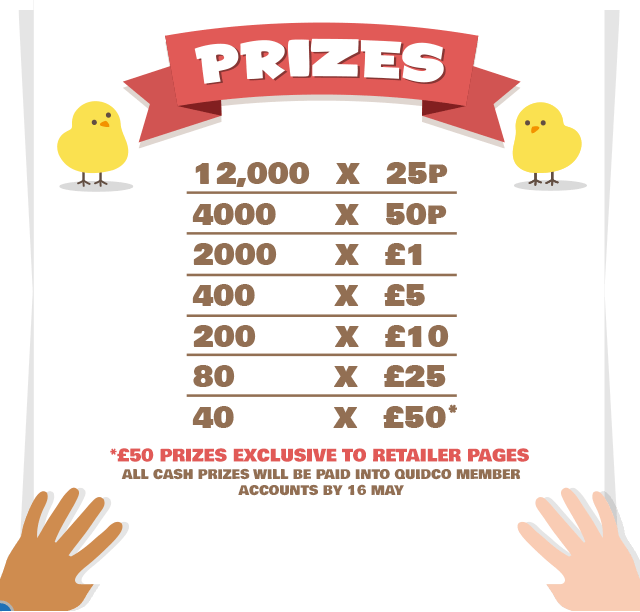 PRIZES
12,000 X 25P
4000 X 50P
2000 X £1
400 X £5
200 X £10
80 X £25
40 X £50*
*£50 PRIZES EXCLUSIVE TO RETAILER PAGES
ALL CASH PRIZES WILL BE PAID INTO QUIDCO MEMBER
ACCOUNTS BY 16 MAY